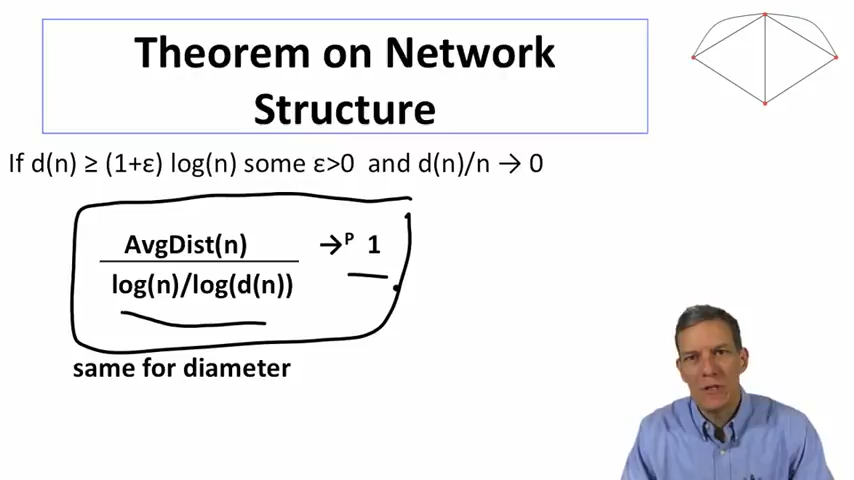 Theorem on Network
Structure
If d(n) ≥ (1+ε) log(n) some ε>0 and d(n)/n → 0
AvgDist(n)
→ᴾ 1
log(n)/log(d(n))
same for diameter